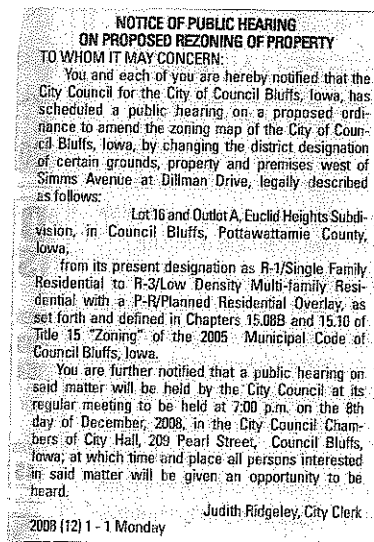 NOTICE OF PUBLIC HEARING
ON PROPOSED REZONING OF PROPERTY
TO WHOM IT MAY CONCERN:
You and each of you are hereby notified that the
City Council for the City of Council Bluffs, Iowa, has
scheduled a public hearing on a proposed ordi-
nance to amend the zoning map of the City of Coun-
cil Bluffs, Iowa, by changing the district designation
of certain grounds, property and premises west of
Simms Avenue at Dillman Drive, legally described
as follows:
Lot 16 and Outlot A, Euclid Heights Subdi-
vision, in Council Bluffs, Pottawattamie County,
Iowa,
from its present designation as R-1/Single Family
Residential to R-3/Low Density Multi-family Resi-
dential with a P-R/Planned Residential Overlay, as
set forth and defined in Chapters 15.08B and 15.10 of
Title 15 "Zoning" of the 2005 Municipal Code of
Council Bluffs, Iowa.
You are further notified that a public hearing on
said matter will be held by the City Council at its
regular meeting to be held at 7:00 p.m. on the 8th
day of December, 2008, in the City Council Cham-
bers of City Hall, 209 Pearl Street, Council Bluffs,
Iowa; at which time and place all persons interested
in said matter will be given an opportunity to be
heard.
Judith Ridgeley, City Clerk
2008 (12) 1 - 1 Monday